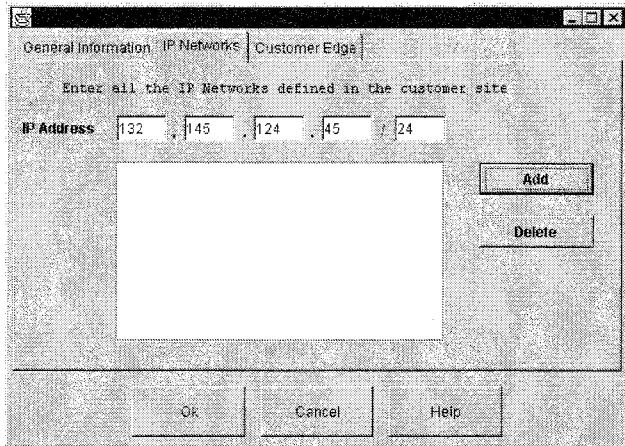 General Information IP Networks Customer Edge
Enter all the IP Networks defined in the customer site
IP Address 132 . 145 . 124 . 45 / 24
Add
Delete
Ok Cancel Help